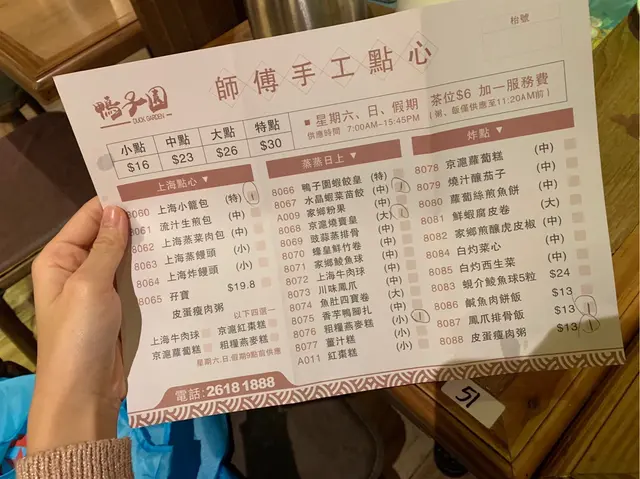 枱號
鴨子園
DUCK GARDEN
師傅手工點心
小點 中點 大點 特點
$16 $23 $26 $30
■星期六、日、假期 茶位$6 加一服務費
供應時間 7:00AM-15:45PM (粥、飯僅供應至11:20AM前)
上海點心▼
8060 上海小籠包 (特) 1
8061 流汁生煎包 (中)
8062 上海蒸菜肉包 (中)
8063 上海蒸饅頭 (小)
8064 上海炸饅頭 (小)
8065 孖寶 $19.8
皮蛋瘦肉粥
以下四選一
上海牛肉球 京滬紅棗糕
京滬蘿蔔糕 粗糧燕麥糕
星期六.日.假期9點前供應
蒸蒸日上▼
8066 鴨子園蝦餃皇 (特)
8067 水晶蝦菜苗餃 (中) 1
A009 家鄉粉果 (中)
8068 京滬燒賣皇 (大) 1
8069 豉蒜蒸排骨 (中)
8070 蠔皇鮮竹卷 (中)
8071 家鄉鯪魚球 (中)
8072 上海牛肉球 (中)
8073 川味鳳爪 (中)
8074 魚肚四寶卷 (大)
8075 香芋鴨腳扎 (中)
8076 粗糧燕麥糕 (小) 1
8077 薑汁糕 (小)
A011 紅棗糕 (小)
炸點▼
8078 京滬蘿蔔糕 (中)
8079 燒汁釀茄子 (中)
8080 蘿蔔絲煎魚餅 (中)
8081 鮮蝦腐皮卷 (大)
8082 家鄉煎釀虎皮椒 (中)
8084 白灼菜心 (中)
8085 白灼西生菜 (中)
8083 蜆介鯪魚球5粒 $24
8086 鹹魚肉餅飯 $13
8087 鳳爪排骨飯 $13 1
8088 皮蛋瘦肉粥 $13 1
電話:2618 1888
51